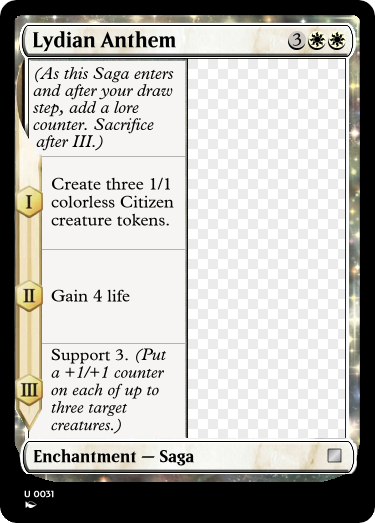 Lydian Anthem 3
(As this Saga enters
and after your draw
step, add a lore
counter. Sacrifice
after III.)
I
Create three 1/1
colorless Citizen
creature tokens.
II
Gain 4 life
III
Support 3. (Put
a +1/+1 counter
on each of up to
three target
creatures.)
Enchantment — Saga
U 0031